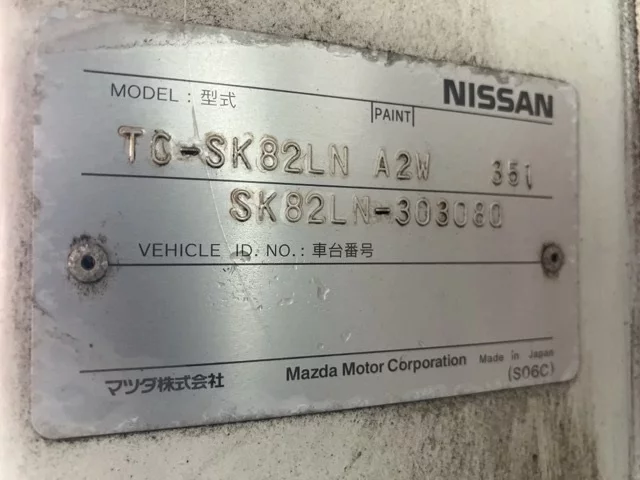 MODEL : 型式 PAINT NISSAN
TC-SK82LN A2W 351
SK82LN-303080
VEHICLE ID. NO. : 車台番号
マツダ株式会社 Mazda Motor Corporation Made in Japan
(S06C)